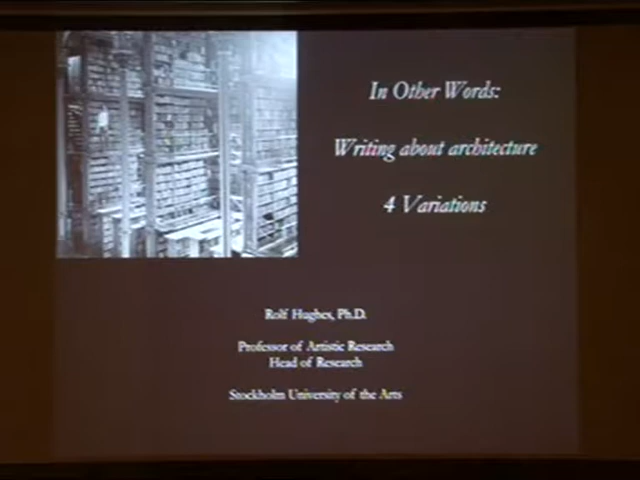 In Other Words:
Writing about architecture
4 Variations
Rolf Hughes, Ph.D.
Professor of Artistic Research
Head of Research
Stockholm University of the Arts